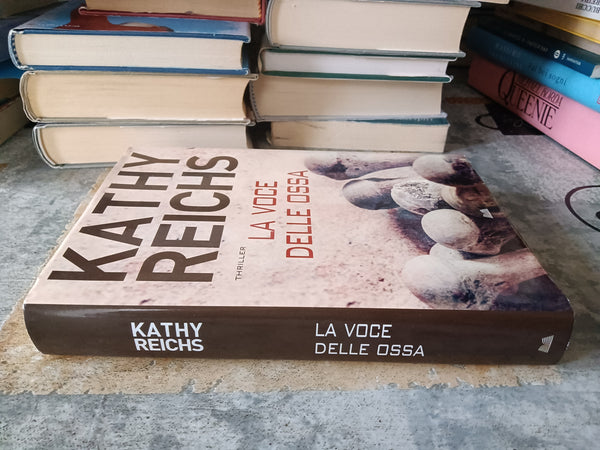 KATHY
REICHS
THRILLER
LA VOCE
DELLE OSSA
KATHY
REICHS
LA VOCE
DELLE OSSA
QUEENIE